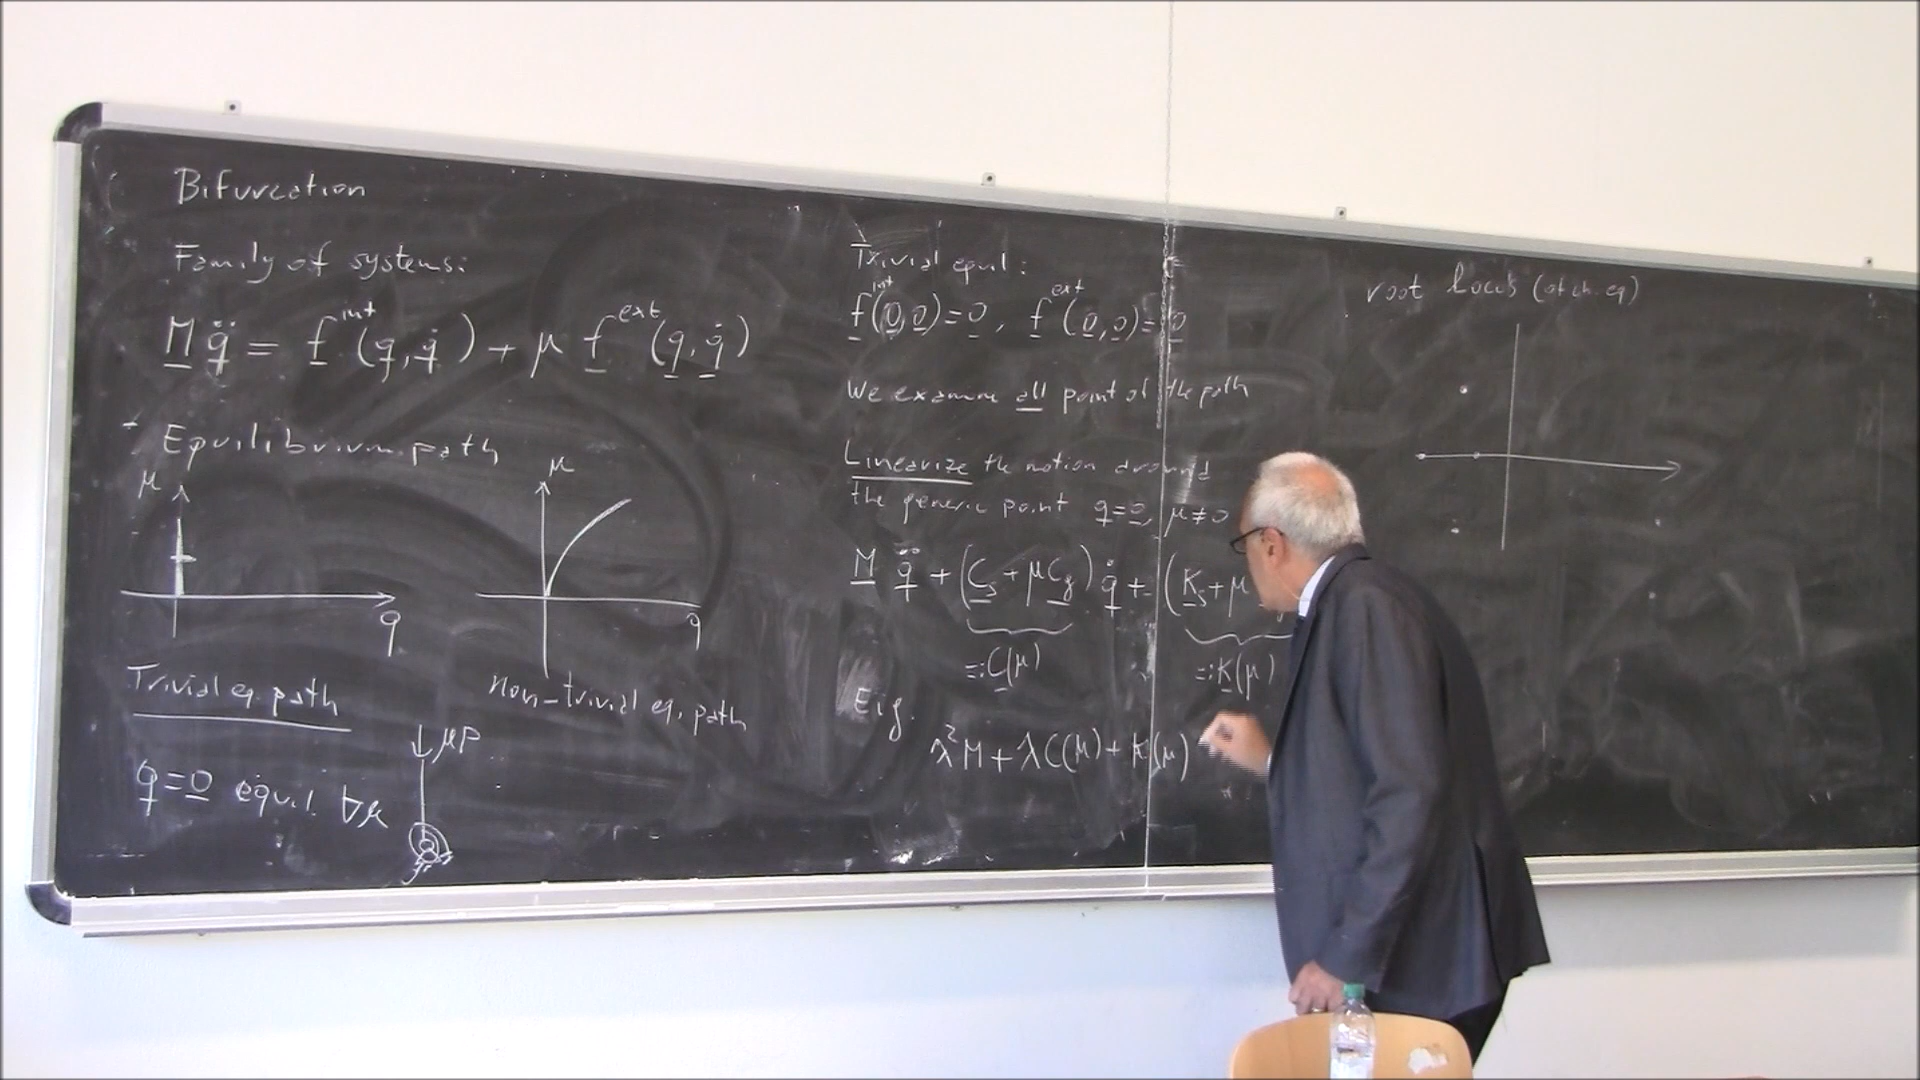 Bifurcation
Family of systems:
M q̈ = f^int (q, q̇) + μ f^ext (q, q̇)
Equilibrium path
μ
q
μ
q
Trivial eq. path
non-trivial eq. path
q = 0 equil. ∀μ
μP
Trivial equil:
f^int(0,0) = 0, f^ext(0,0) = 0
We examine all point of the path
Linearize the motion around
the generic point q = 0, μ ≠ 0
M q̈ + (C_s + μC_g) q̇ + (K_s + μ
=: C(μ)
=: K(μ)
Eig.
λ²M + λC(μ) + K(μ)
root locus (of ch. eq)